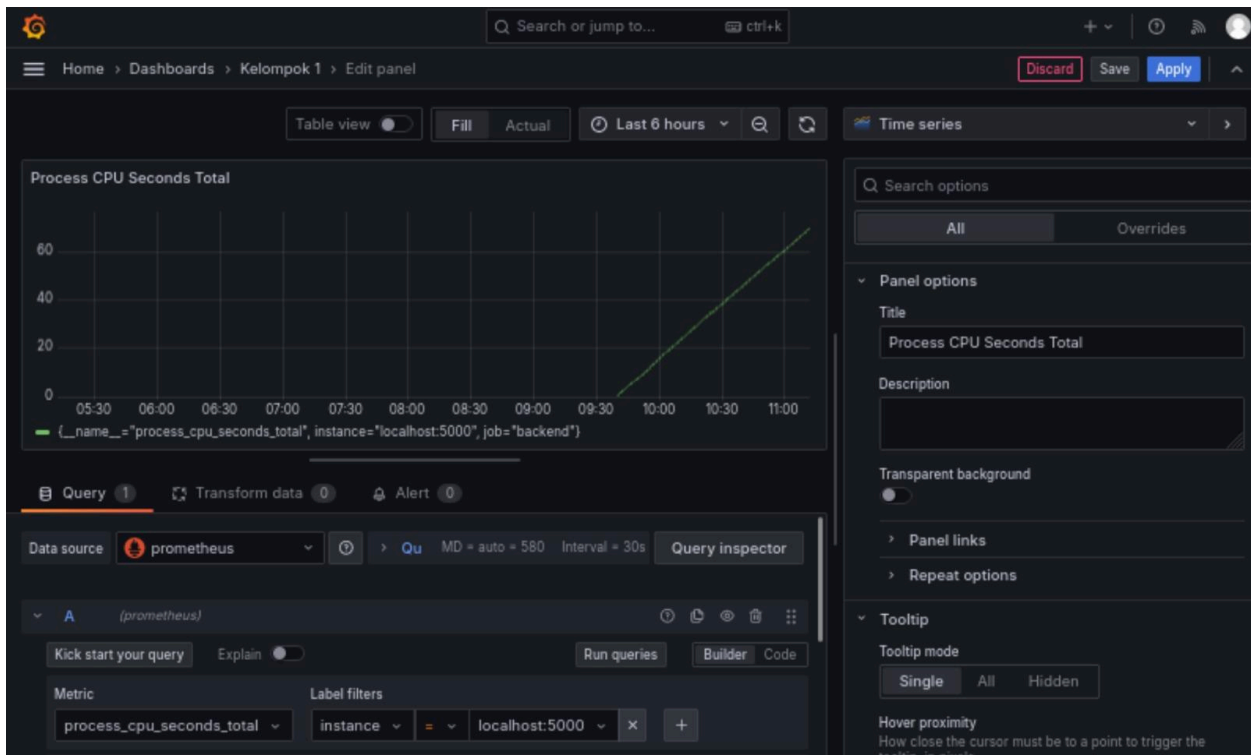 Search or jump to... ctrl+k
Home > Dashboards > Kelompok 1 > Edit panel Discard Save Apply
Table view Fill Actual Last 6 hours Time series
Process CPU Seconds Total
60
40
20
0
05:30 06:00 06:30 07:00 07:30 08:00 08:30 09:00 09:30 10:00 10:30 11:00
{__name__="process_cpu_seconds_total", instance="localhost:5000", job="backend"}
Query 1 Transform data 0 Alert 0
Data source prometheus > Qu MD = auto = 580 Interval = 30s Query inspector
A (prometheus)
Kick start your query Explain Run queries Builder Code
Metric Label filters
process_cpu_seconds_total instance = localhost:5000 × +
Search options
All Overrides
Panel options
Title
Process CPU Seconds Total
Description
Transparent background
> Panel links
> Repeat options
Tooltip
Tooltip mode
Single All Hidden
Hover proximity
How close the cursor must be to a point to trigger the